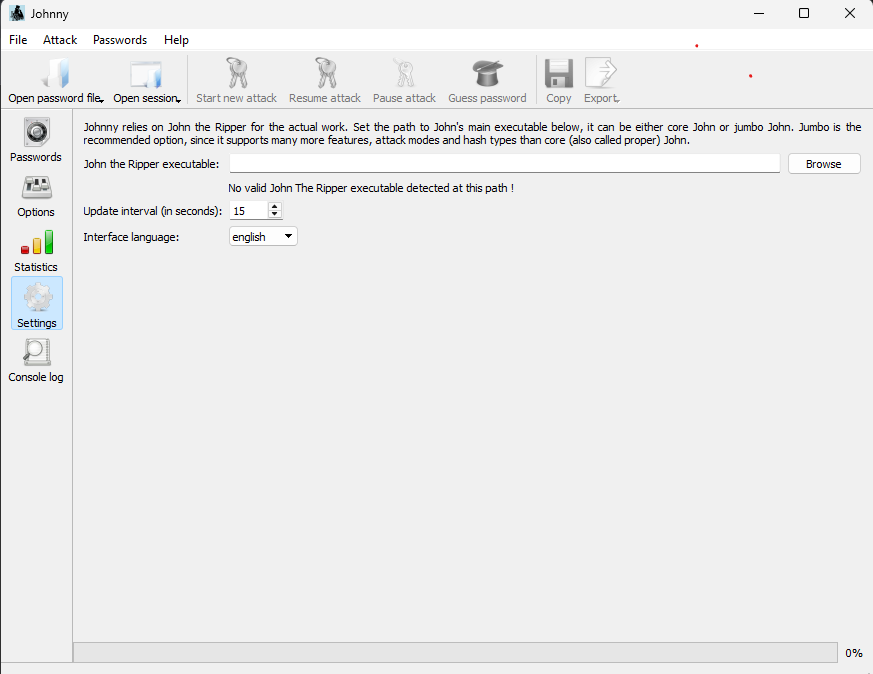 Johnny
File Attack Passwords Help
Open password file Open session Start new attack Resume attack Pause attack Guess password Copy Export
Passwords
Options
Statistics
Settings
Console log
Johnny relies on John the Ripper for the actual work. Set the path to John's main executable below, it can be either core John or jumbo John. Jumbo is the
recommended option, since it supports many more features, attack modes and hash types than core (also called proper) John.
John the Ripper executable: Browse
No valid John The Ripper executable detected at this path !
Update interval (in seconds): 15
Interface language: english
0%